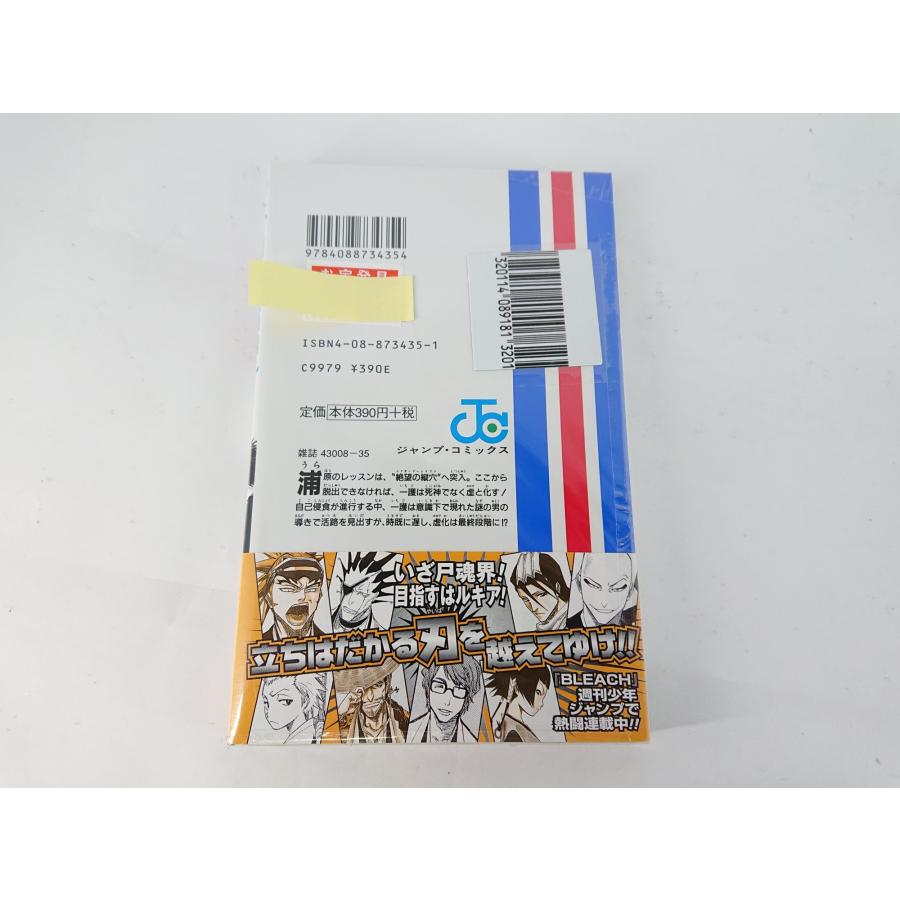 9784088734354
お宝発見
ISBN4-08-873435-1
C9979 ¥390E
定価 本体390円+税
ジャンプ・コミックス
雑誌 43008-35
浦原のレッスンは、“絶望の縦穴”へ突入。ここから
脱出できなければ、一護は死神でなく虚と化す!
自己侵食が進行する中、一護は意識下で現れた謎の男の
導きで活路を見出すが、時既に遅し、虚化は最終段階に!?
320114 089181 3201
いざ尸魂界!
目指すはルキア!
立ちはだかる刃を越えてゆけ!!
『BLEACH』
週刊少年
ジャンプで
熱闘連載中!!